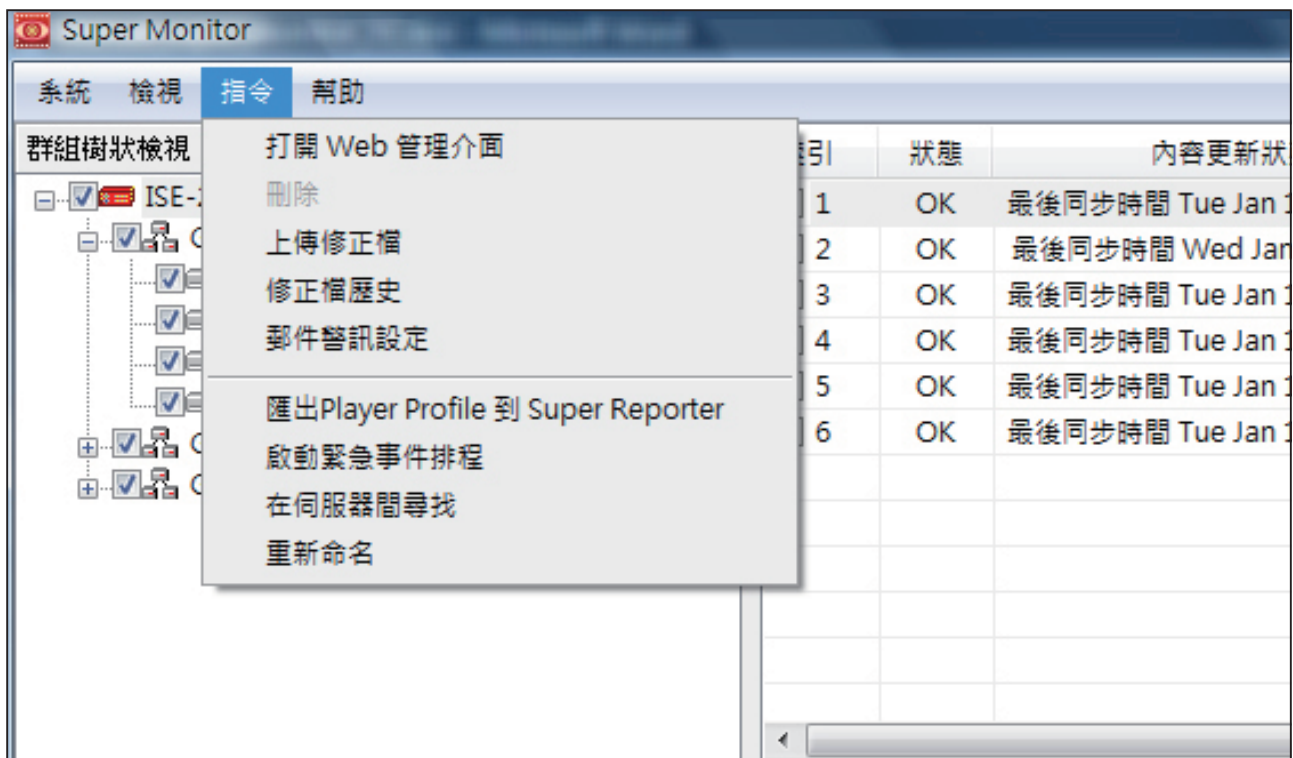 Super Monitor
系統 檢視 指令 幫助
群組樹狀檢視
打開 Web 管理介面
刪除
上傳修正檔
修正檔歷史
郵件警訊設定
匯出Player Profile 到 Super Reporter
啟動緊急事件排程
在伺服器間尋找
重新命名
ISE-
引 狀態 內容更新狀
1 OK 最後同步時間 Tue Jan
2 OK 最後同步時間 Wed Jan
3 OK 最後同步時間 Tue Jan
4 OK 最後同步時間 Tue Jan
5 OK 最後同步時間 Tue Jan
6 OK 最後同步時間 Tue Jan